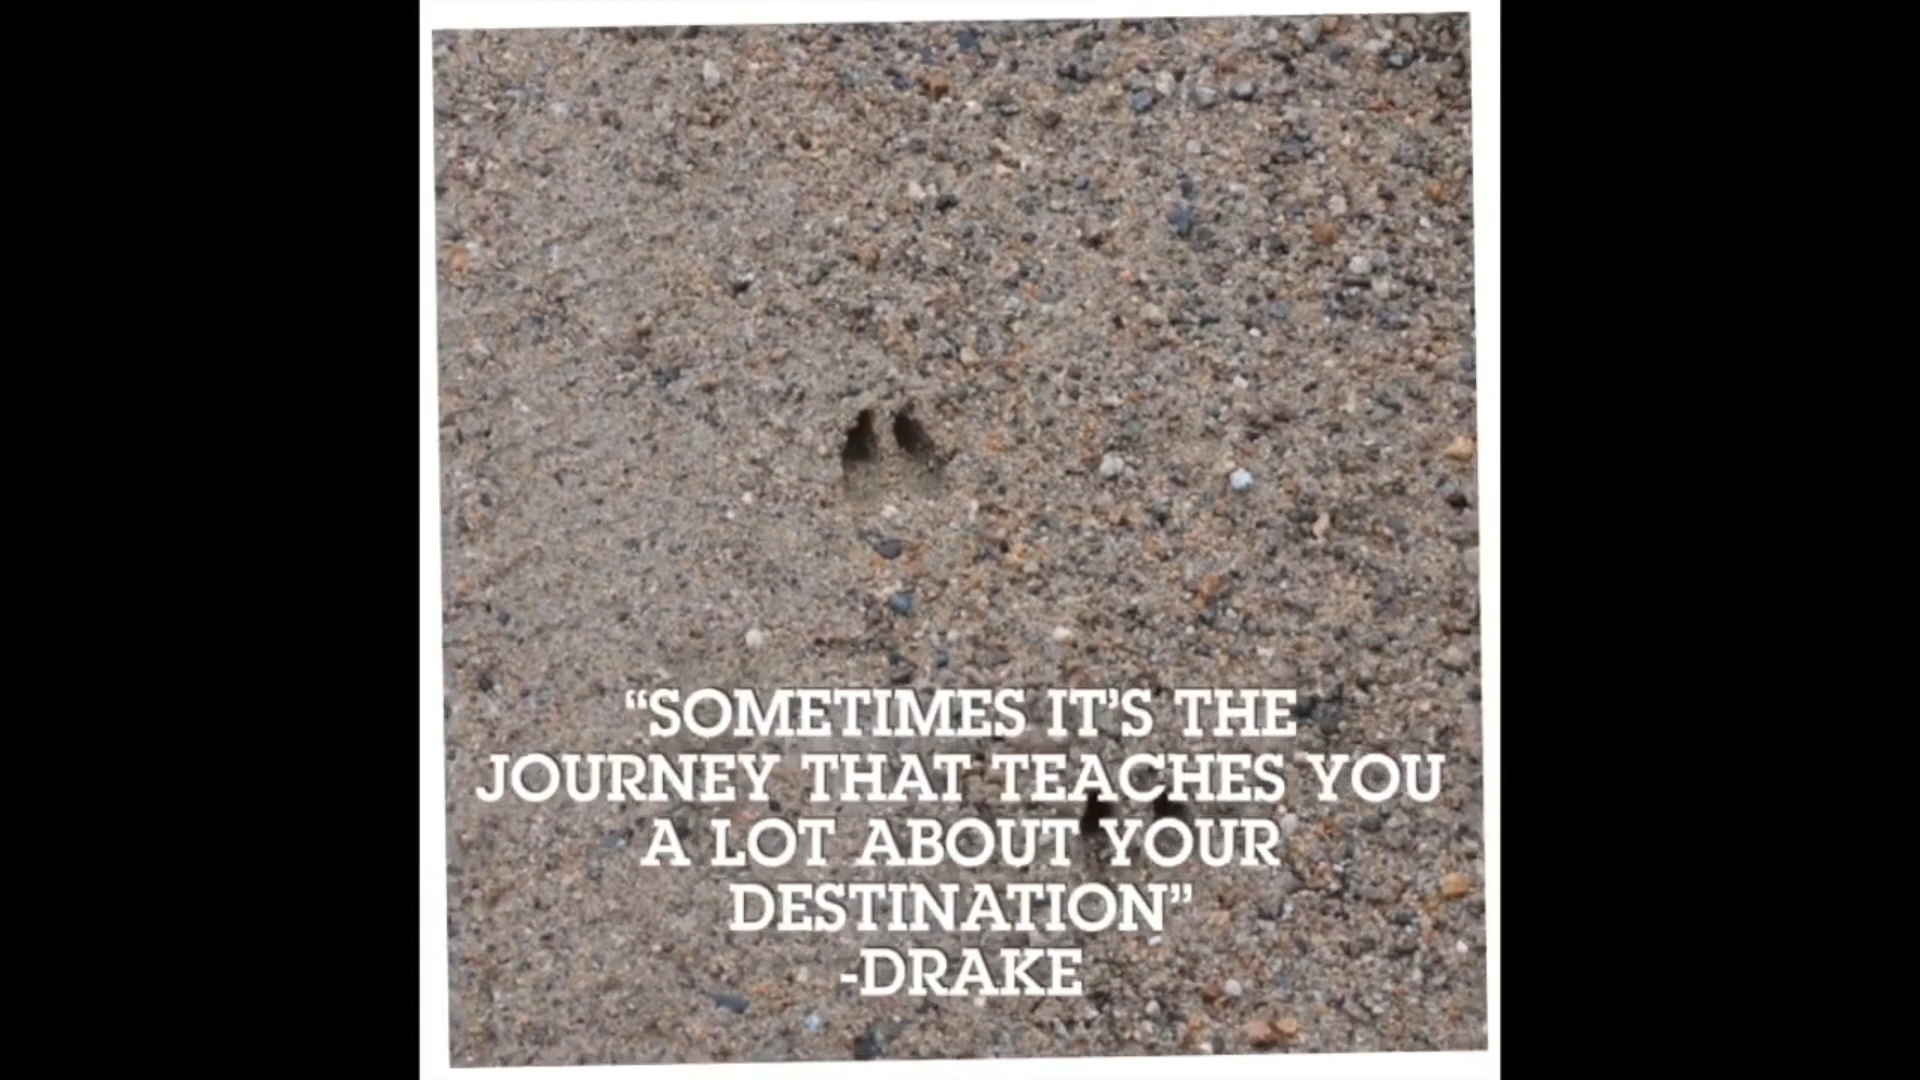 “SOMETIMES IT’S THE
JOURNEY THAT TEACHES YOU
A LOT ABOUT YOUR
DESTINATION”
-DRAKE